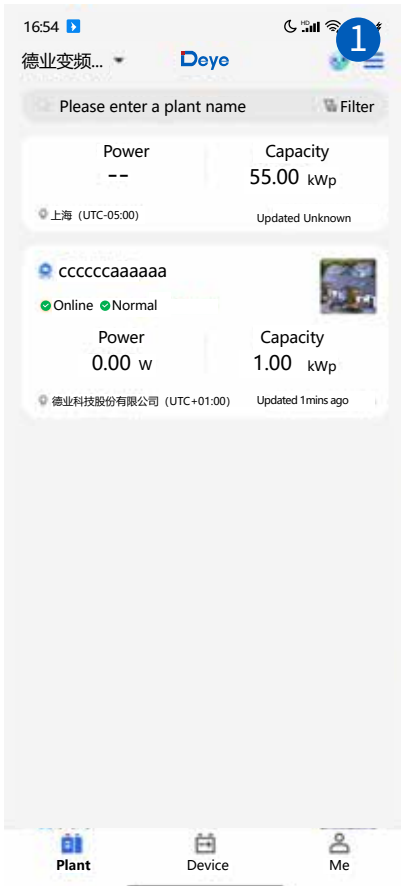 16:54
1
德业变频... Deye
Please enter a plant name Filter
Power Capacity
-- 55.00 kWp
上海 (UTC-05:00) Updated Unknown
ccccccaaaaaa
Online Normal
Power Capacity
0.00 W 1.00 kWp
德业科技股份有限公司 (UTC+01:00) Updated 1mins ago
Plant Device Me